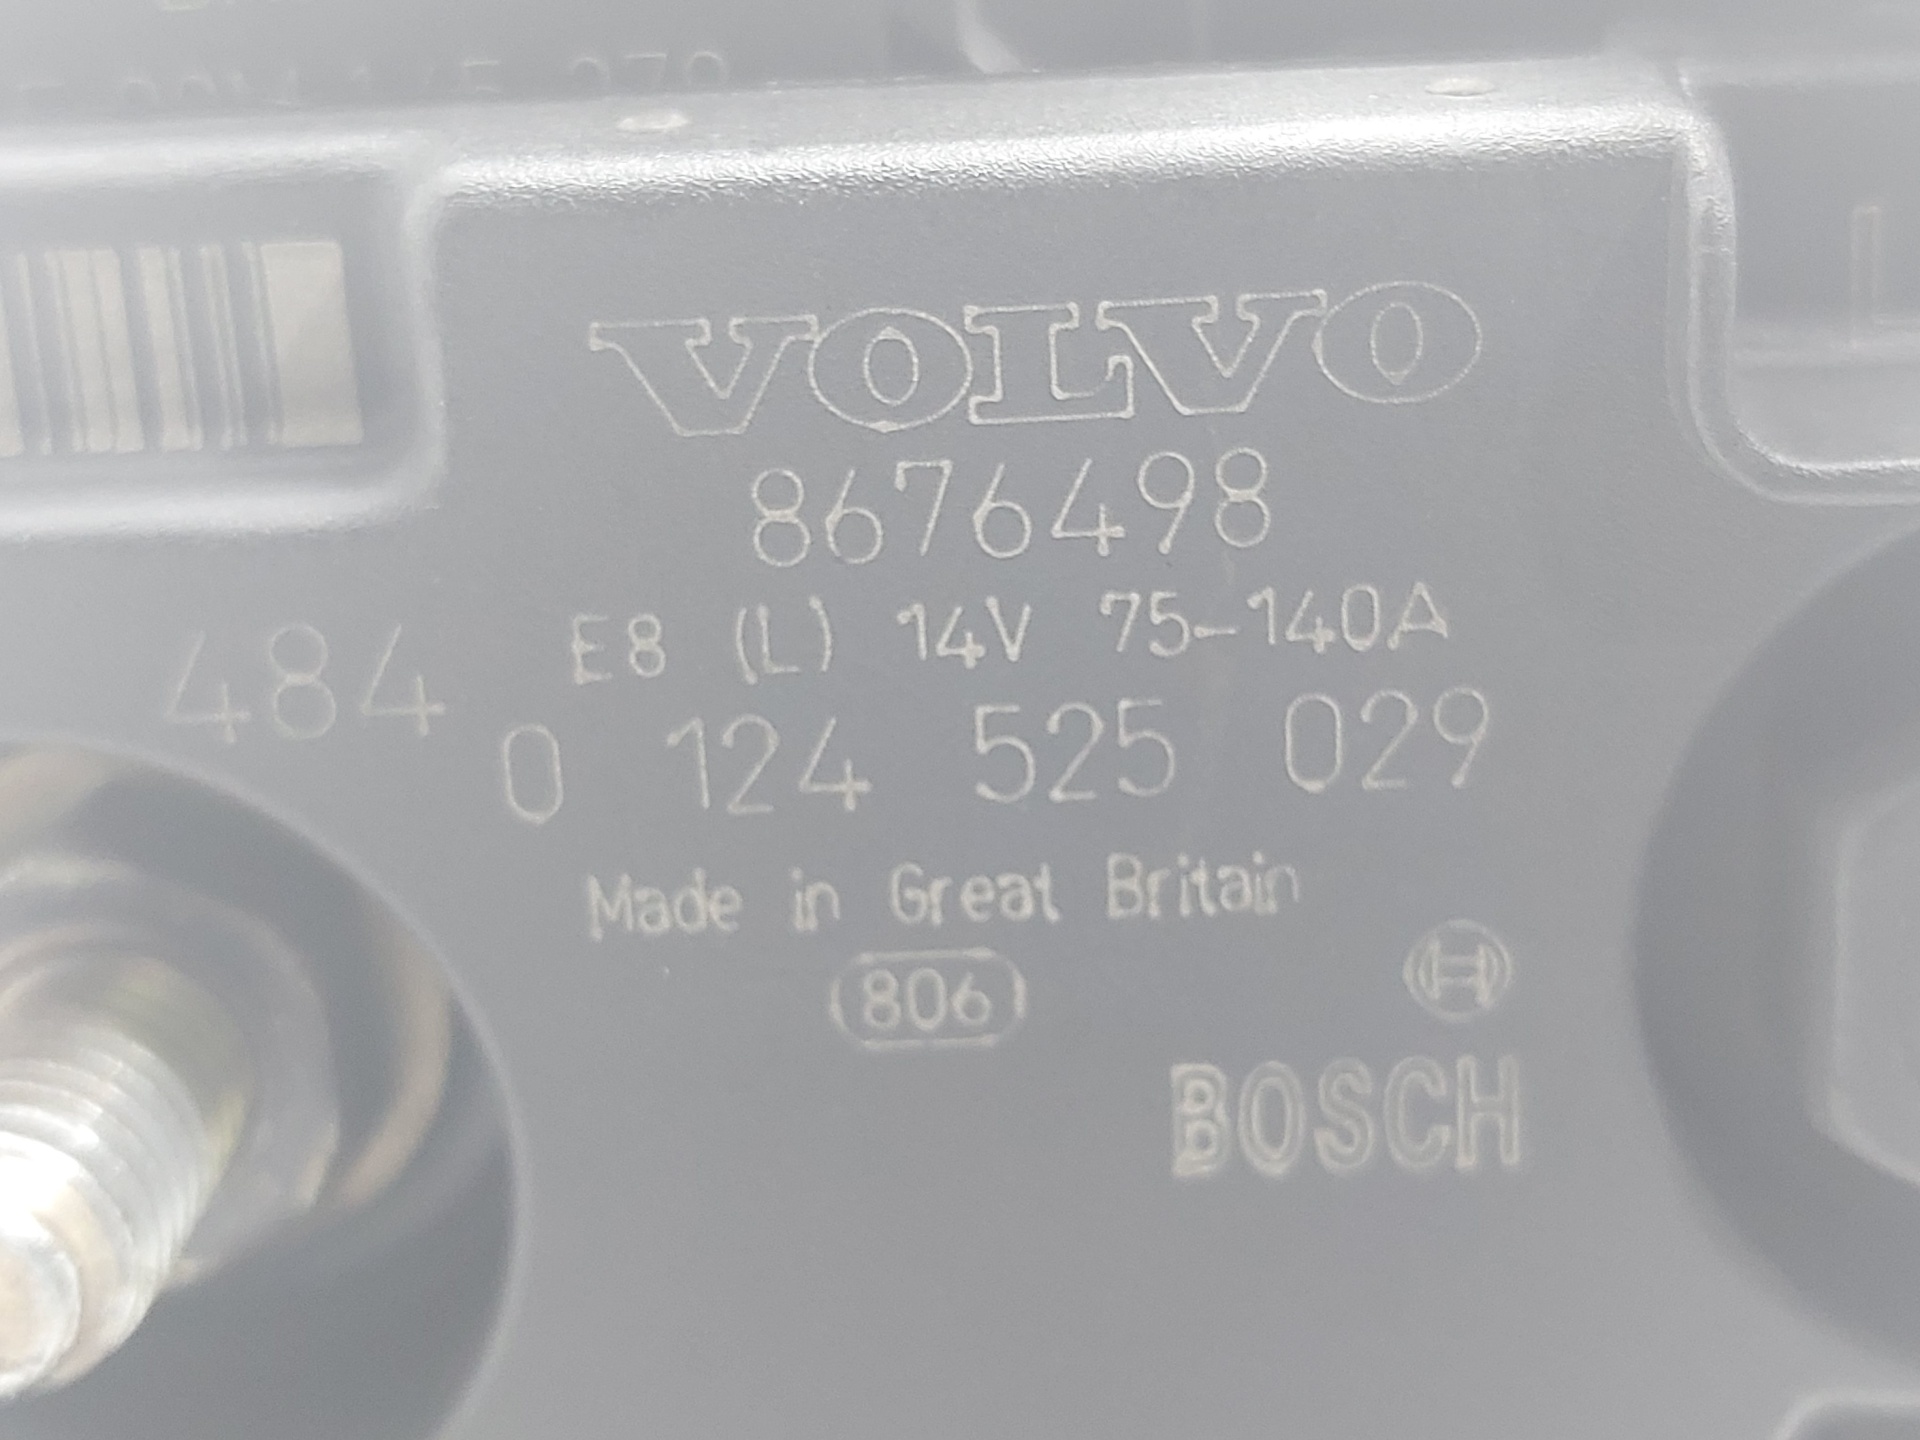 VOLVO
8676498
E8 (L) 14V 75-140A
484
0 124 525 029
Made in Great Britain
806
BOSCH